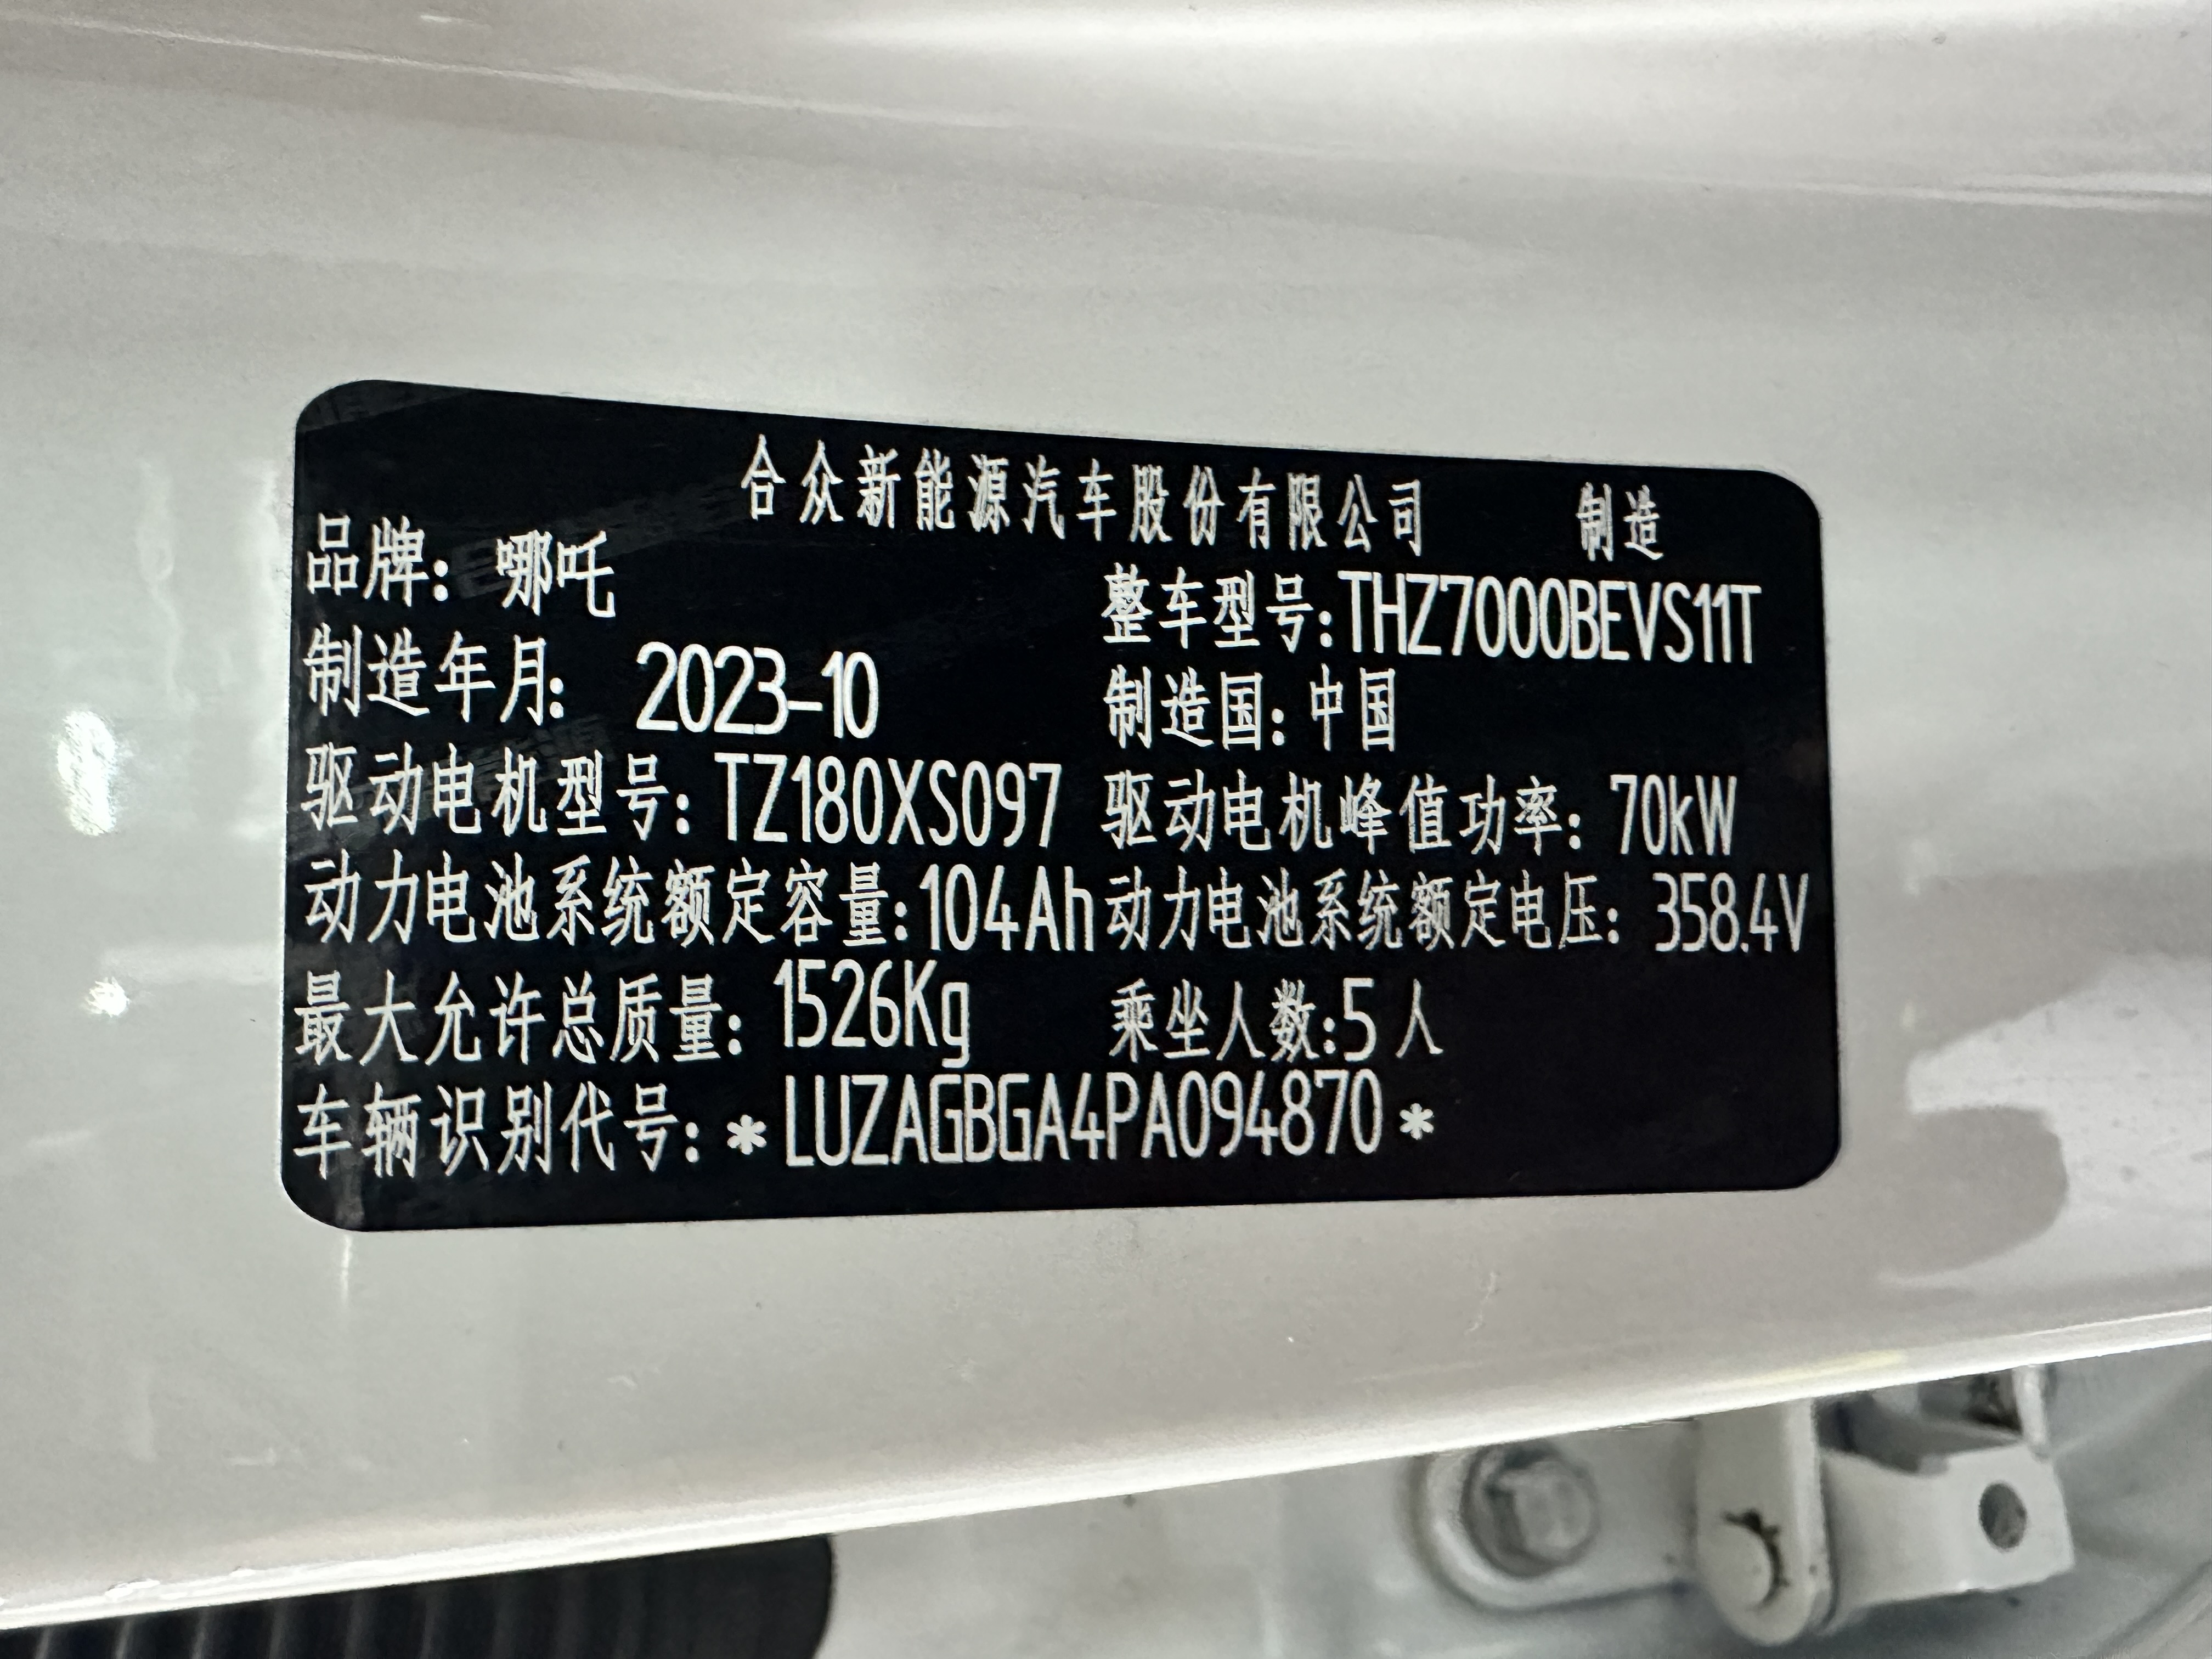 合众新能源汽车股份有限公司 制造
品牌：哪吒 整车型号：THZ7000BEVS11T
制造年月：2023-10 制造国：中国
驱动电机型号：TZ180XS097 驱动电机峰值功率：70kW
动力电池系统额定容量：104Ah 动力电池系统额定电压：358.4V
最大允许总质量：1526Kg 乘坐人数：5人
车辆识别代号：*LUZAGBGA4PA094870*